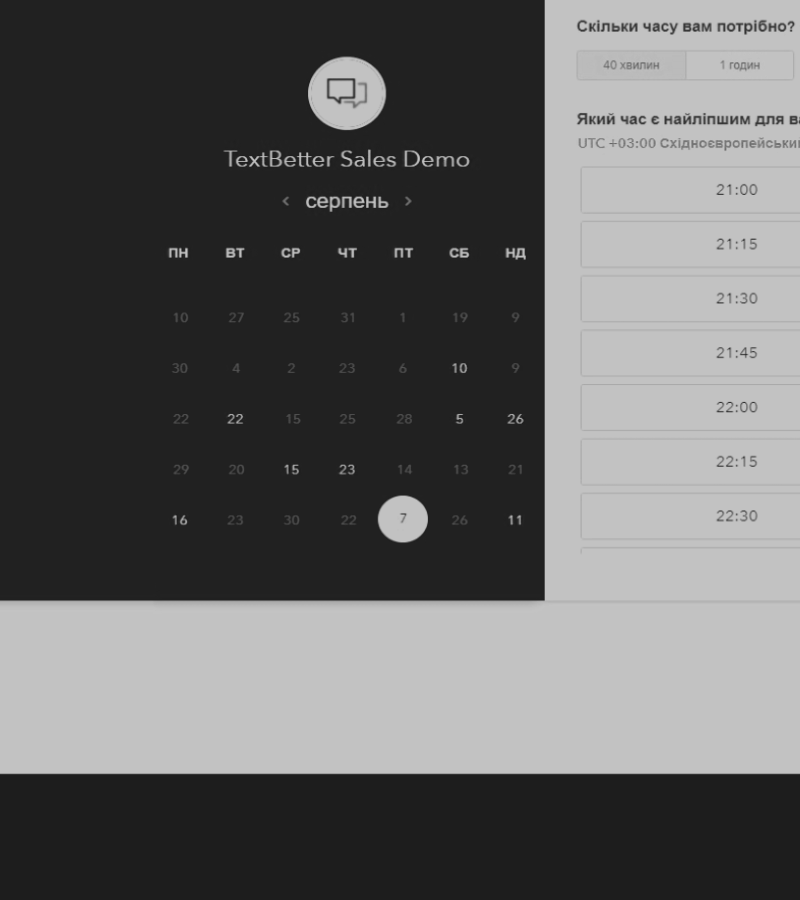 TextBetter Sales Demo
серпень
ПН ВТ СР ЧТ ПТ СБ НД
10 27 25 31 1 19 9
30 4 2 23 6 10 9
22 22 15 25 28 5 26
29 20 15 23 14 13 21
16 23 30 22 7 26 11
Скільки часу вам потрібно?
40 хвилин 1 годин
Який час є найліпшим для
UTC +03:00
21:00
21:15
21:30
21:45
22:00
22:15
22:30